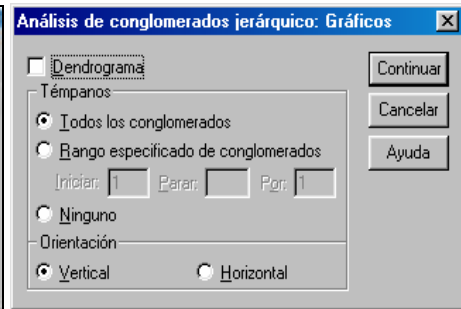 Análisis de conglomerados jerárquico: Gráficos
Dendrograma
Continuar
Témpanos
Todos los conglomerados
Cancelar
Rango especificado de conglomerados
Ayuda
Iniciar: 1 Parar: Por: 1
Ninguno
Orientación
Vertical Horizontal